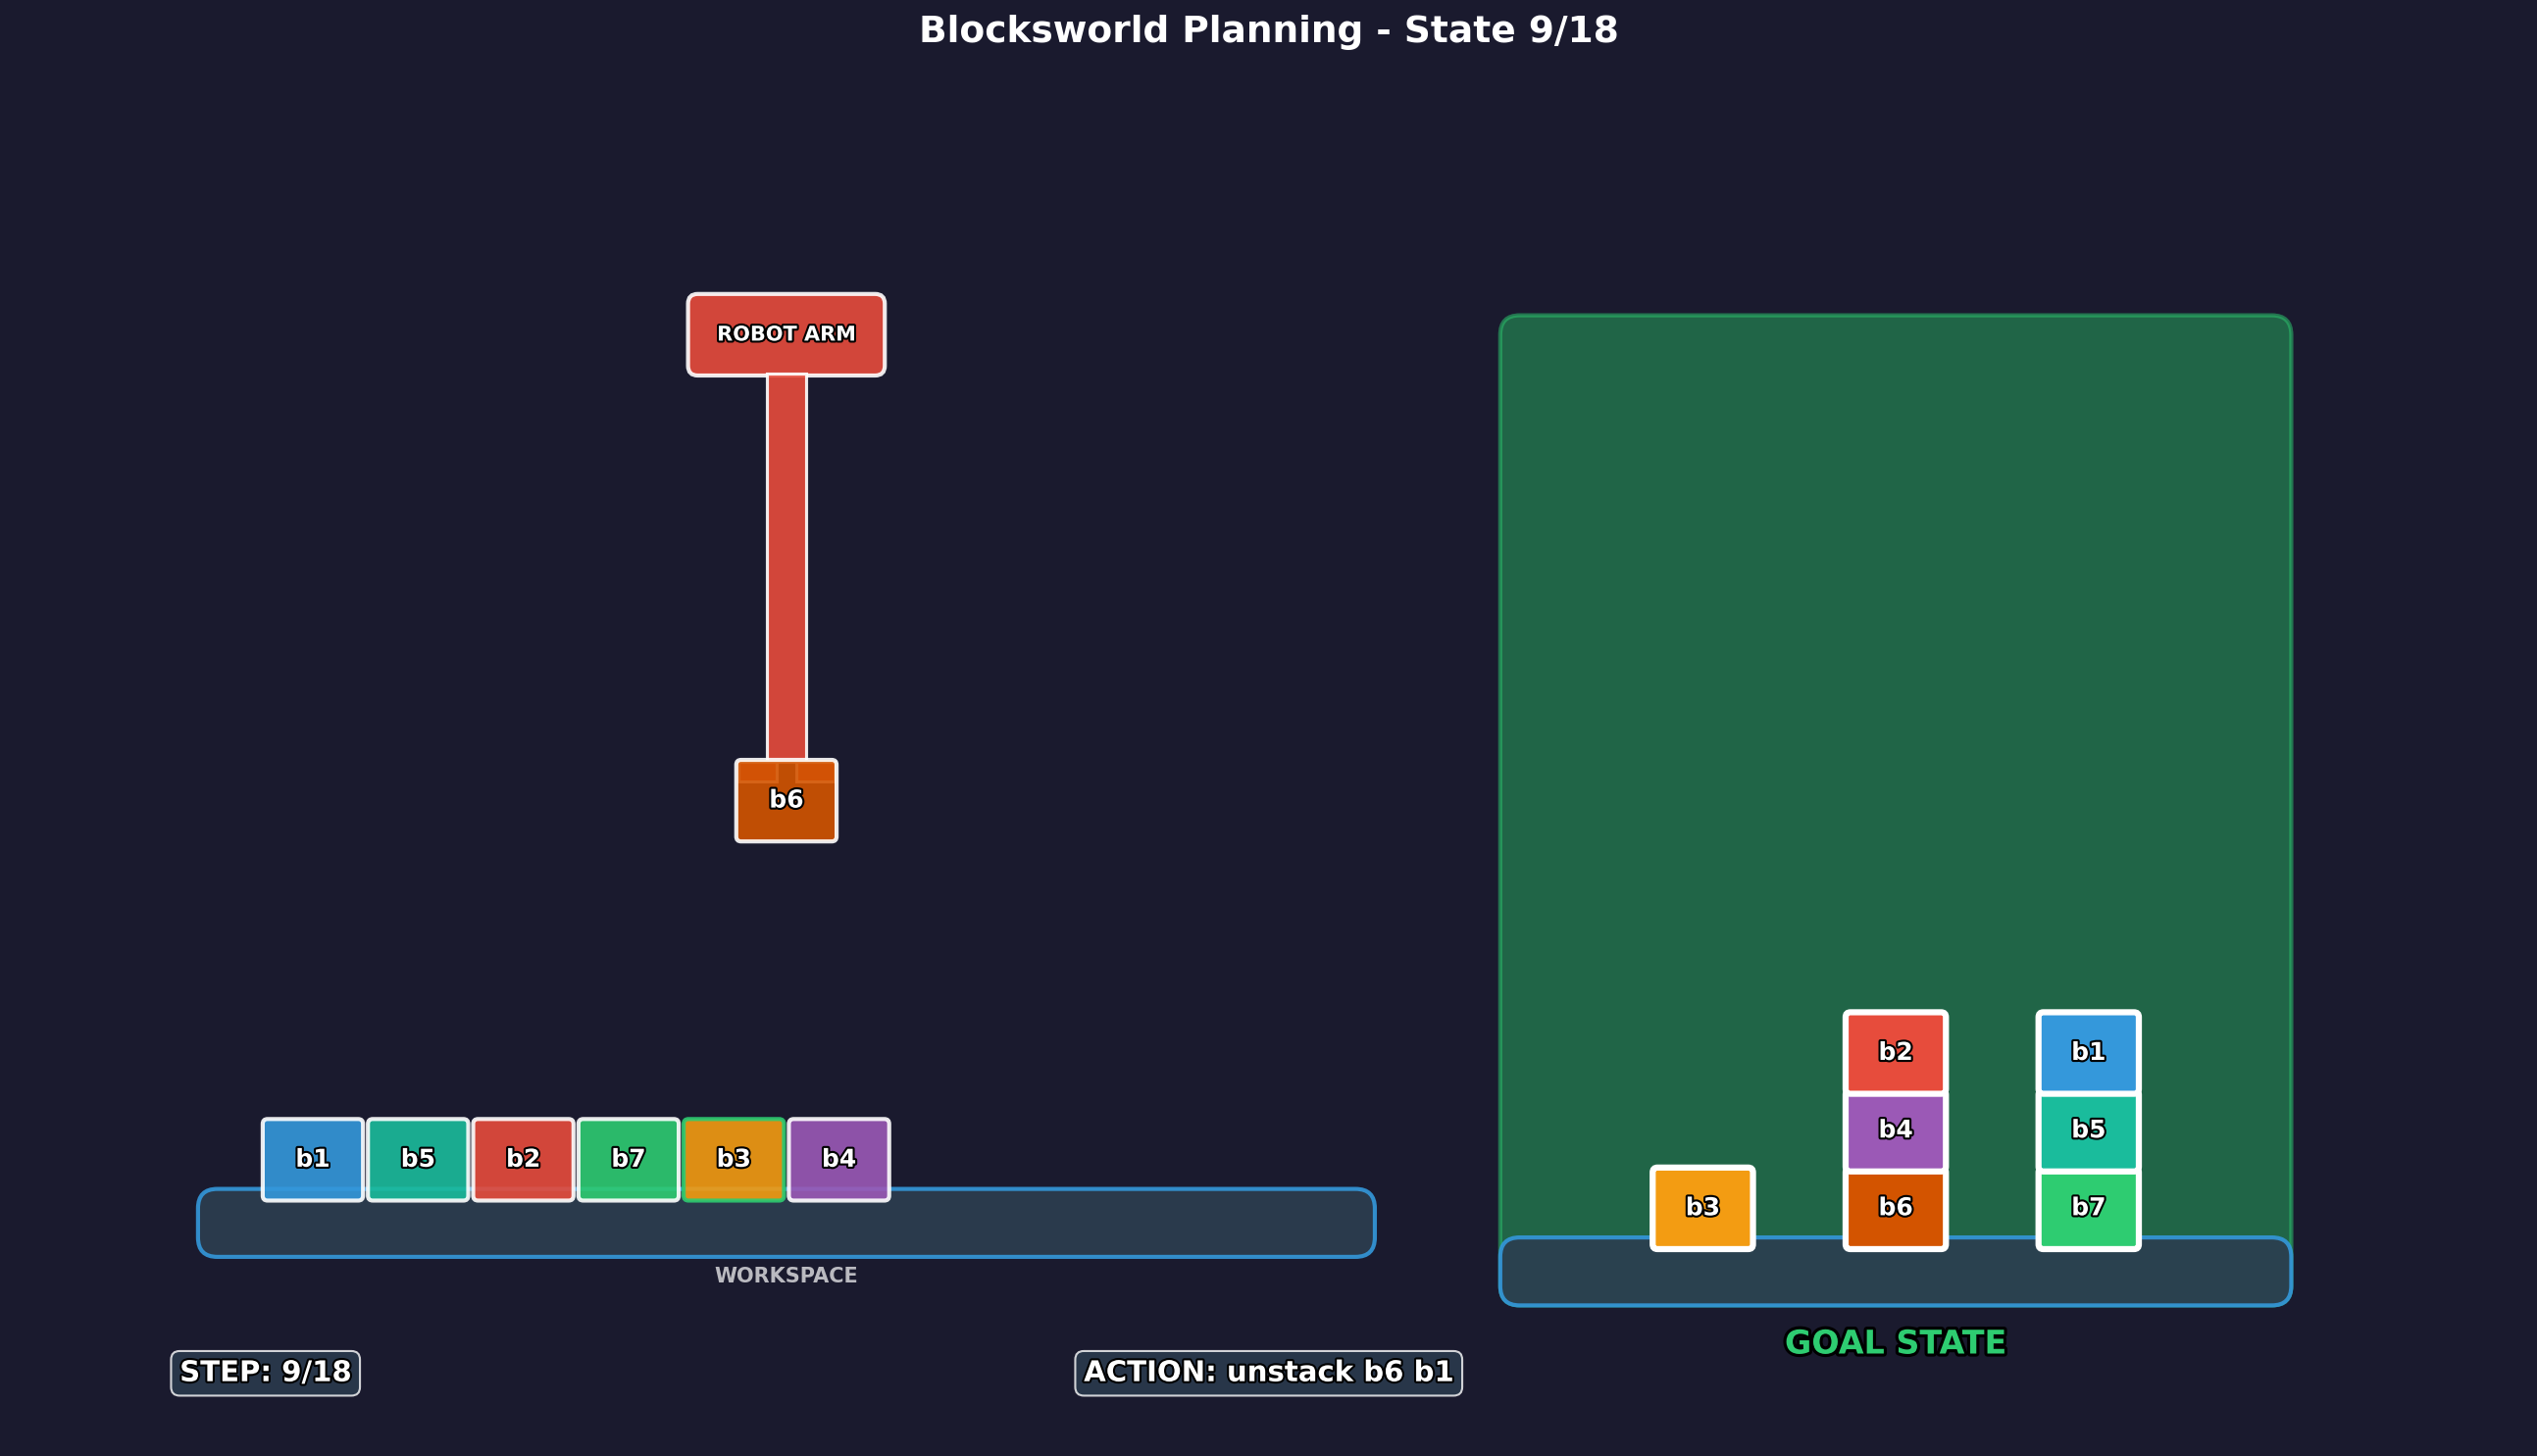 Blocksworld Planning - State 9/18
ROBOT ARM
b6
b1 b5 b2 b7 b3 b4
WORKSPACE
b2 b1
b4 b5
b3 b6 b7
GOAL STATE
STEP: 9/18
ACTION: unstack b6 b1